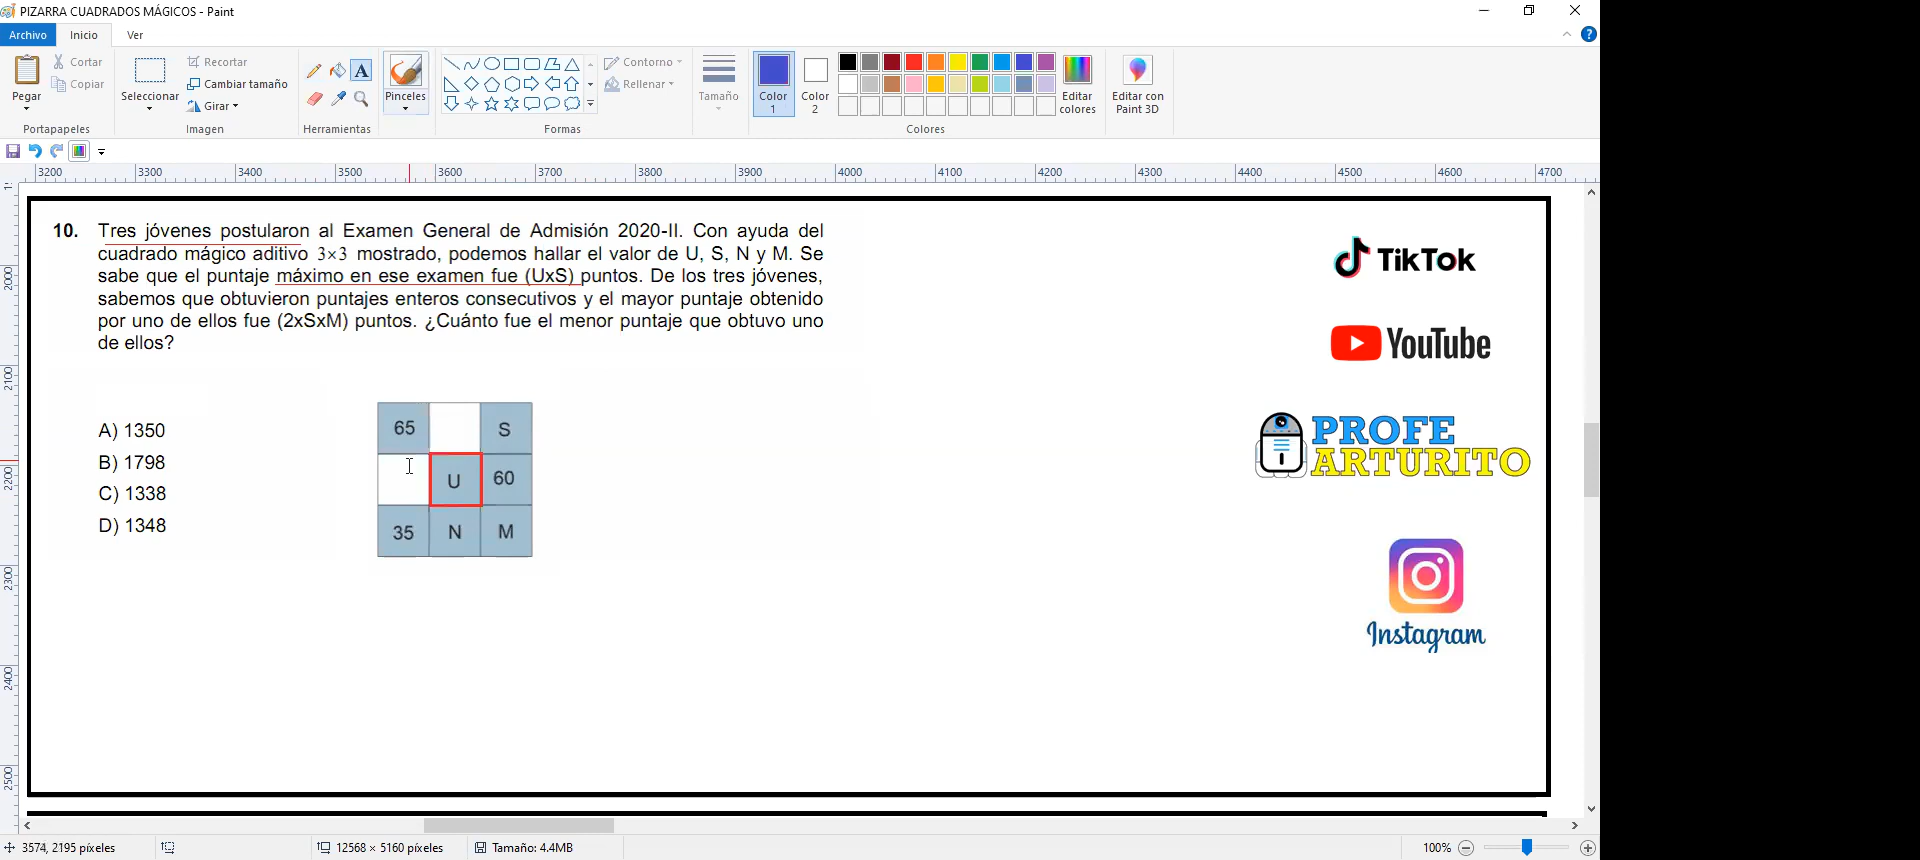 PIZARRA CUADRADOS MÁGICOS - Paint
Archivo Inicio Ver
Pegar
Cortar
Copiar
Portapapeles
Seleccionar
Recortar
Cambiar tamaño
Girar
Imagen
A
Herramientas
Pinceles
Contorno
Rellenar
Formas
Tamaño
Color 1
Color 2
Editar colores
Editar con Paint 3D
Colores
3200 3300 3400 3500 3600 3700 3800 3900 4000 4100 4200 4300 4400 4500 4600 4700
2000
2100
2200
2300
2400
2500
10. Tres jóvenes postularon al Examen General de Admisión 2020-II. Con ayuda del
cuadrado mágico aditivo 3×3 mostrado, podemos hallar el valor de U, S, N y M. Se
sabe que el puntaje máximo en ese examen fue (UxS) puntos. De los tres jóvenes,
sabemos que obtuvieron puntajes enteros consecutivos y el mayor puntaje obtenido
por uno de ellos fue (2xSxM) puntos. ¿Cuánto fue el menor puntaje que obtuvo uno
de ellos?
A) 1350
B) 1798
C) 1338
D) 1348
65 S
U 60
35 N M
TikTok
YouTube
PROFE
ARTURITO
Instagram
3574, 2195 píxeles
12568 × 5160 píxeles
Tamaño: 4.4MB
100%